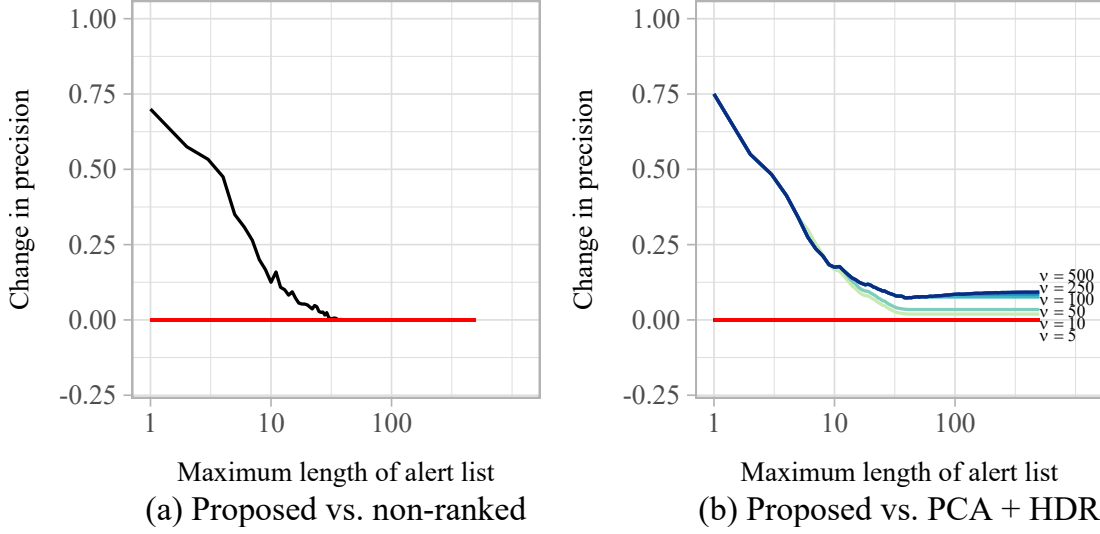 1.00
0.75
0.50
0.25
0.00
-0.25
Change in precision
1
10
100
Maximum length of alert list
(a) Proposed vs. non-ranked
1.00
0.75
0.50
0.25
0.00
-0.25
Change in precision
ν = 500
ν = 250
ν = 100
ν = 50
ν = 10
ν = 5
1
10
100
Maximum length of alert list
(b) Proposed vs. PCA + HDR